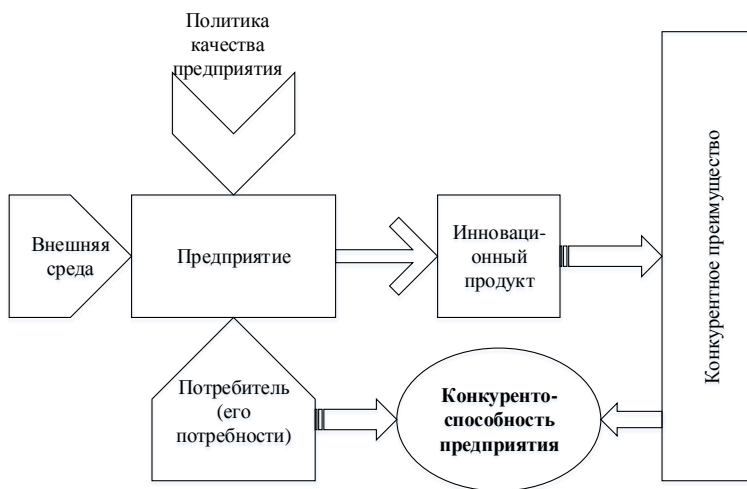 Политика
качества
предприятия
Внешняя
среда
Предприятие
Инноваци-
онный
продукт
Конкурентное преимущество
Потребитель
(его
потребности)
Конкуренто-
способность
предприятия